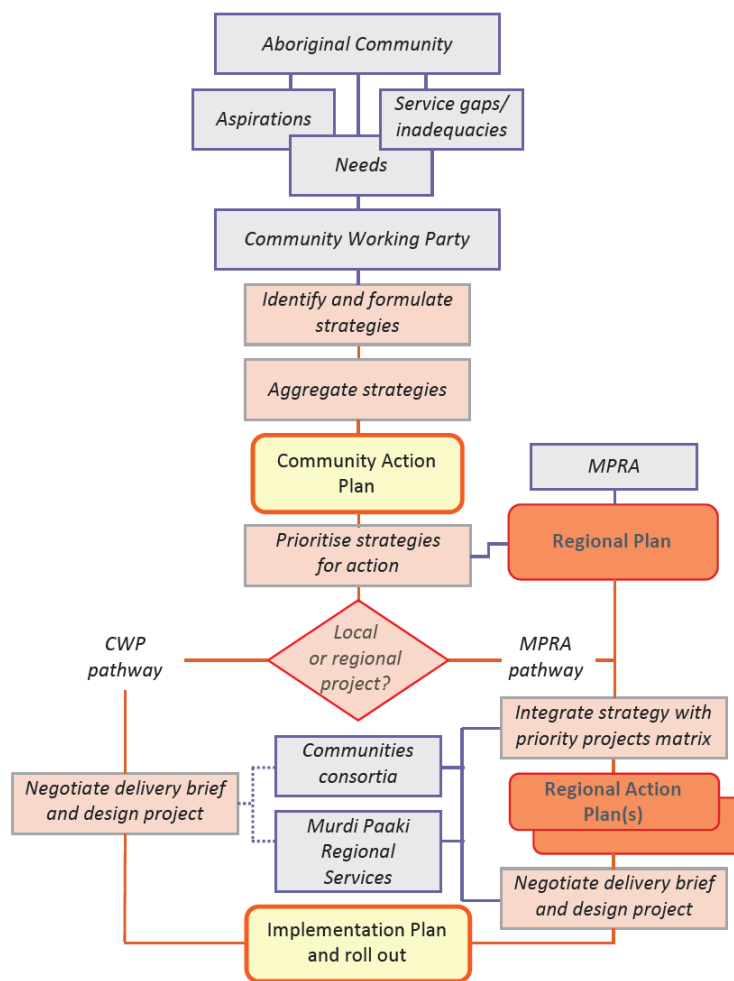 Aboriginal Community
Aspirations
Service gaps/
inadequacies
Needs
Community Working Party
Identify and formulate
strategies
Aggregate strategies
Community Action
Plan
MPRA
Prioritise strategies
for action
Regional Plan
CWP
pathway
Local
or regional
project?
MPRA
pathway
Integrate strategy with
priority projects matrix
Communities
consortia
Negotiate delivery brief
and design project
Regional Action
Plan(s)
Murdi Paaki
Regional
Services
Negotiate delivery brief
and design project
Implementation Plan
and roll out